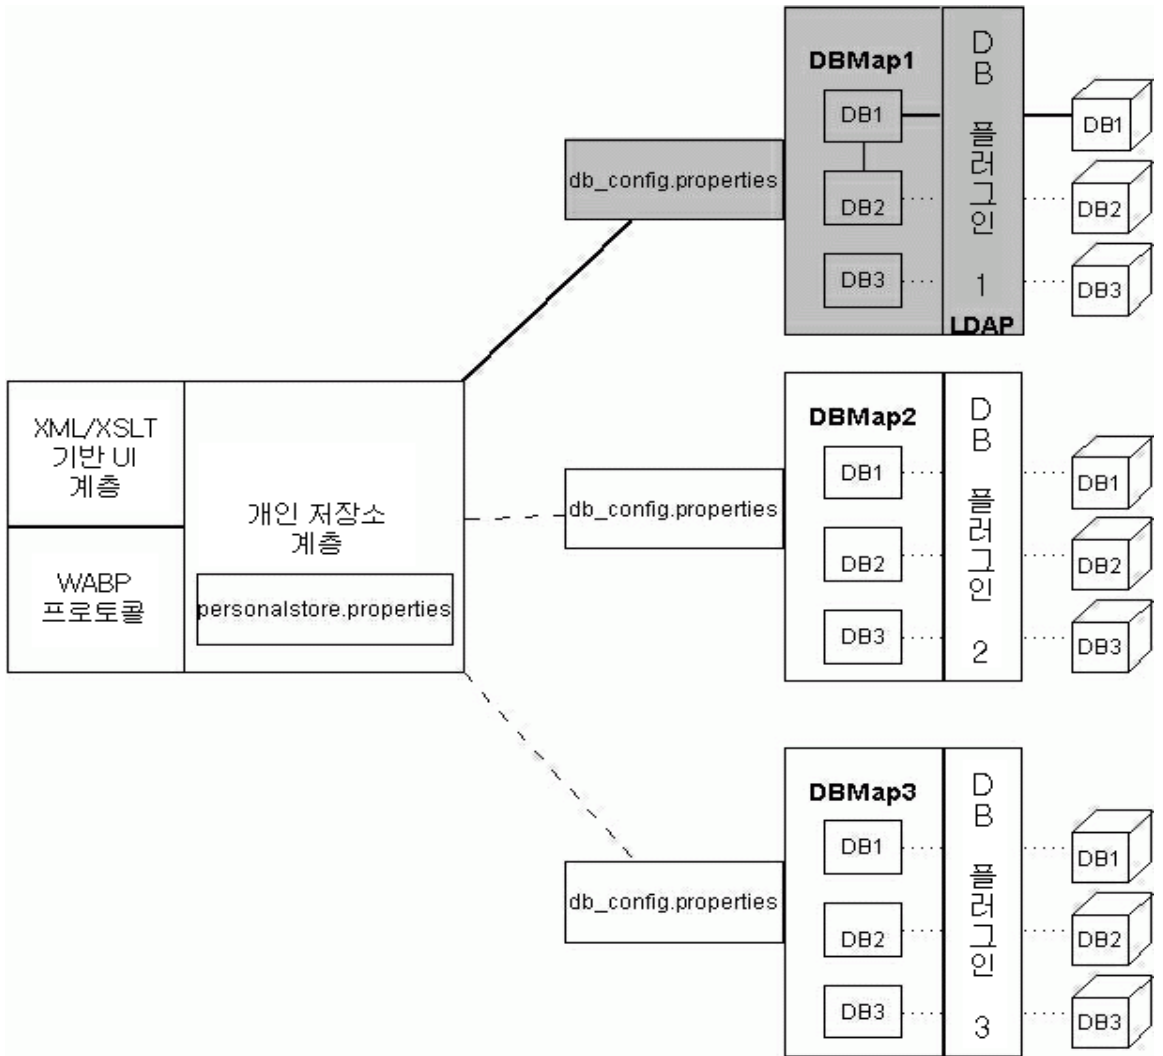 XML/XSLT
기반 UI
계층
WABP
프로토콜
개인 저장소
계층
personalstore.properties
db_config.properties
DBMap1
DB1
DB2
DB3
DB 플러그인 1
LDAP
DB1
DB2
DB3
db_config.properties
DBMap2
DB1
DB2
DB3
DB 플러그인 2
DB1
DB2
DB3
db_config.properties
DBMap3
DB1
DB2
DB3
DB 플러그인 3
DB1
DB2
DB3